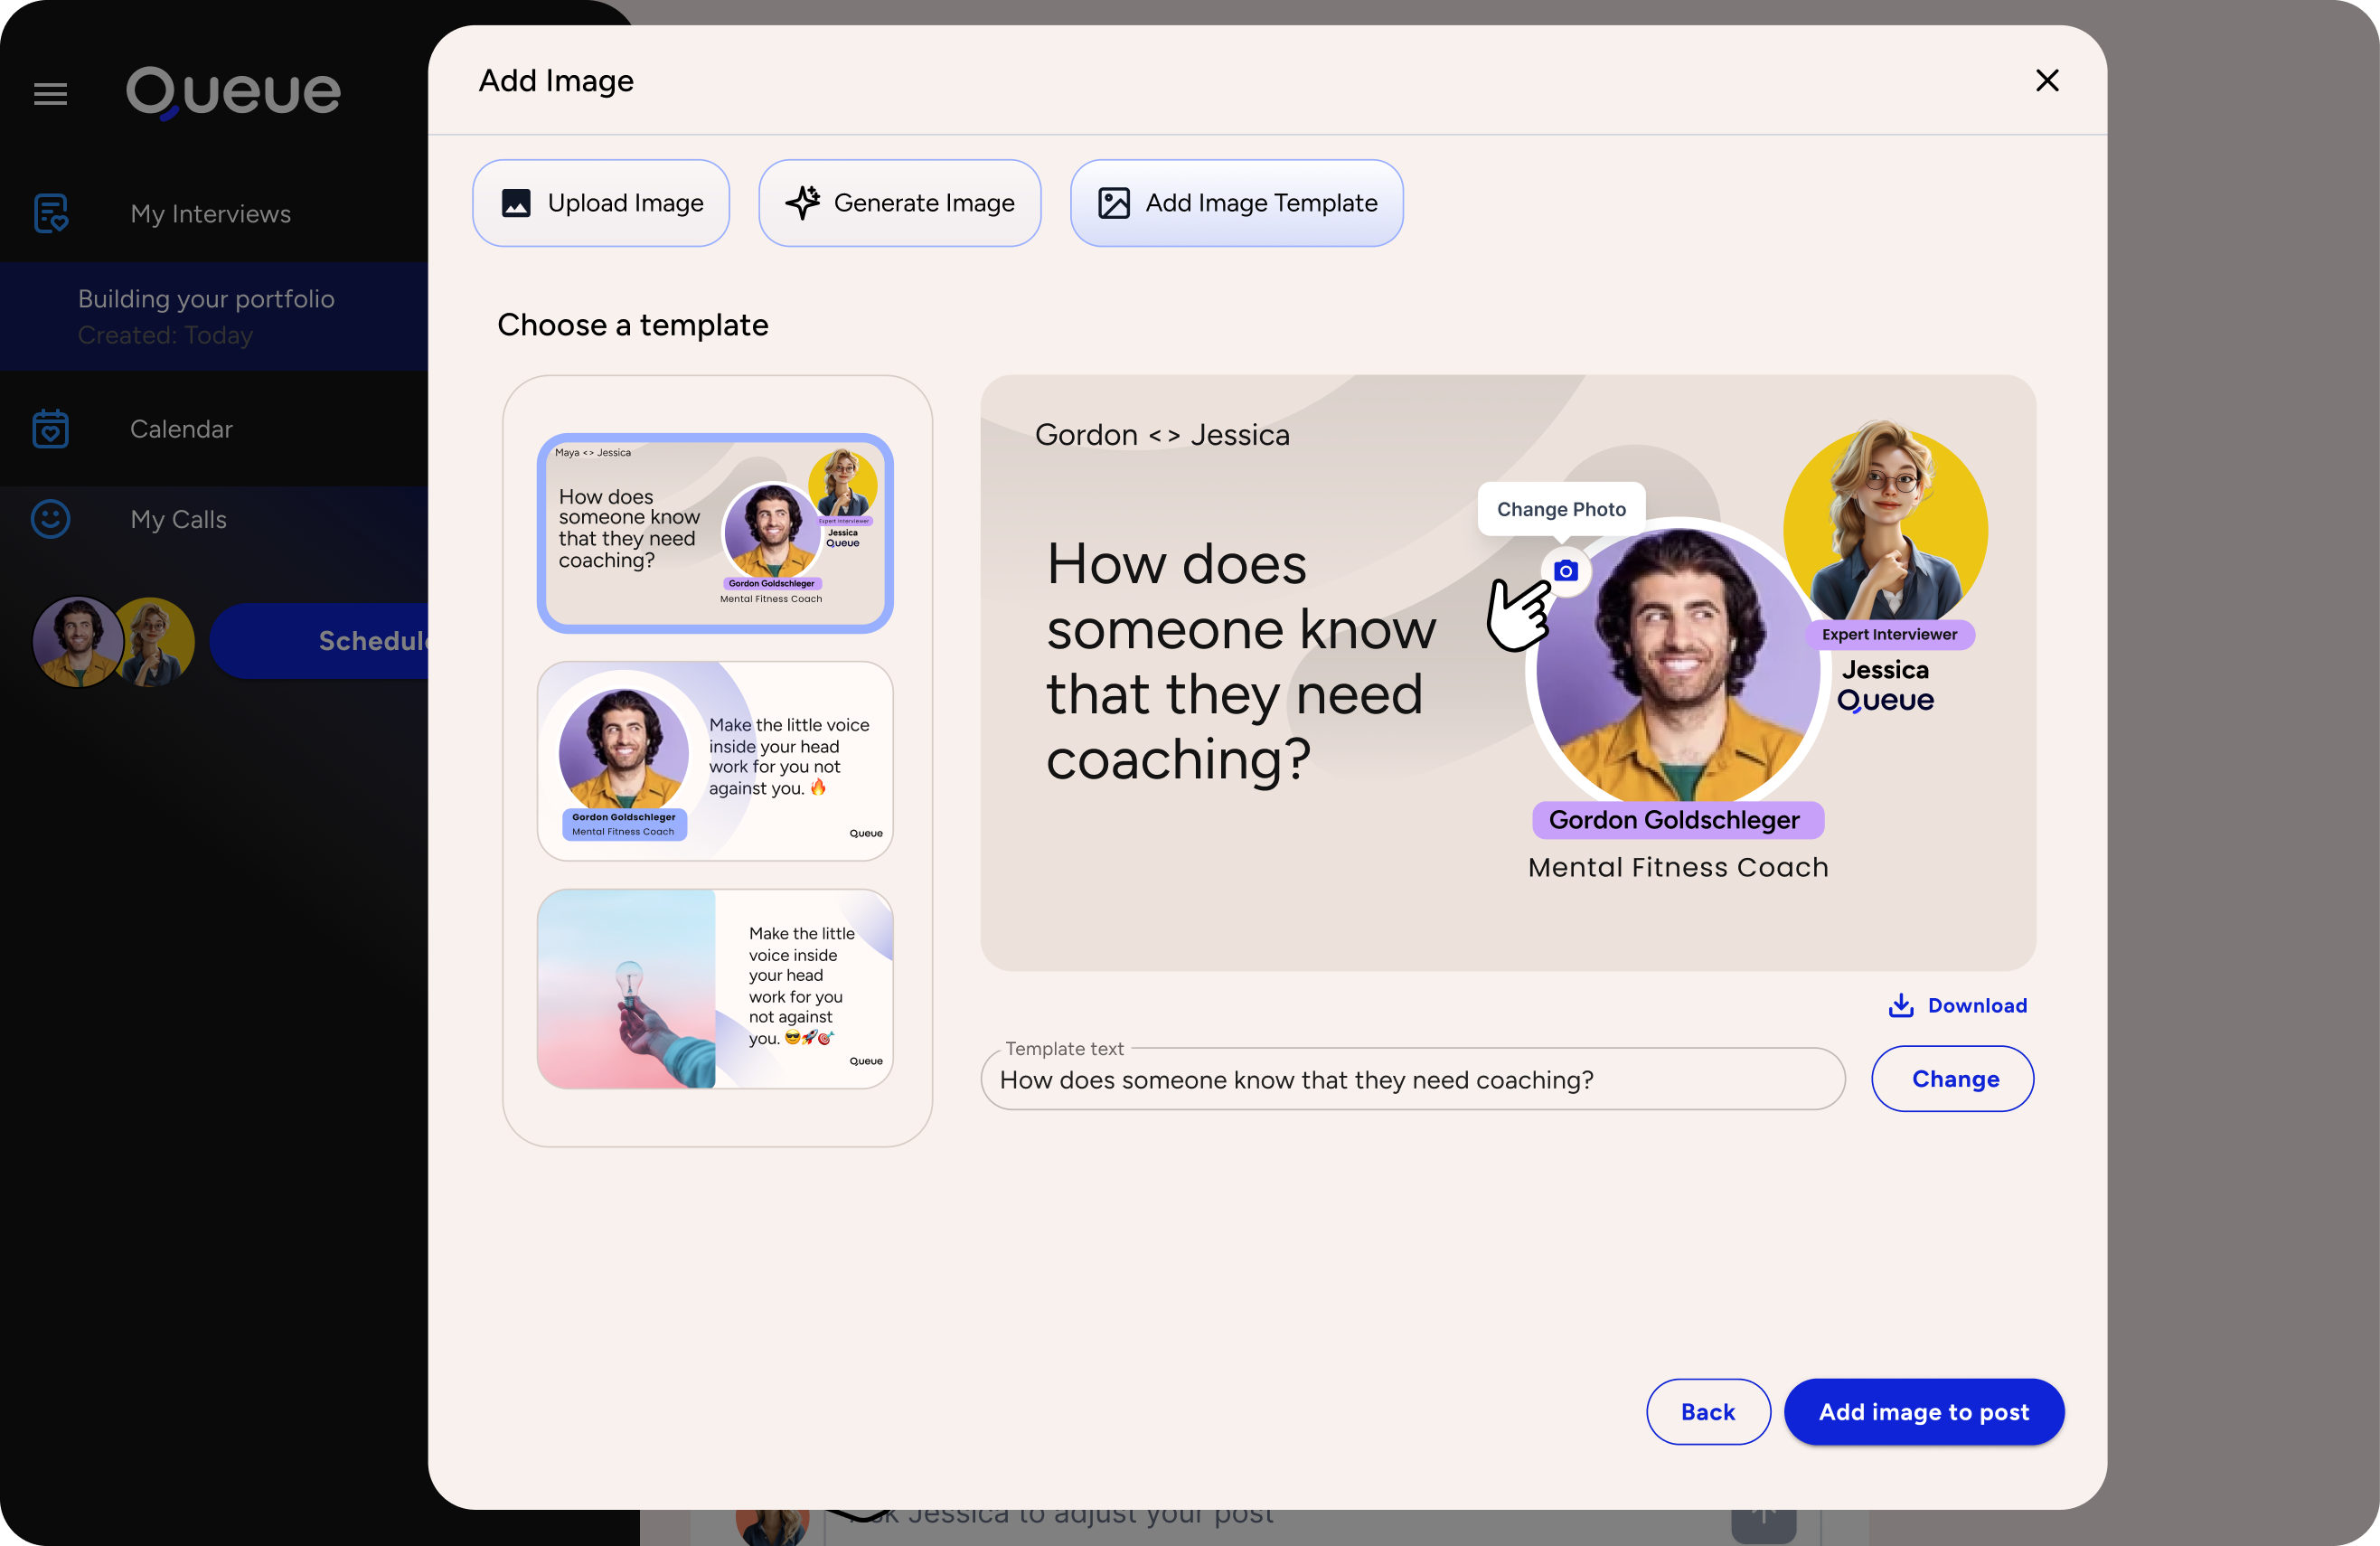 Queue
My Interviews
Building your portfolio
Created: Today
Calendar
My Calls
Add Image
Upload Image
Generate Image
Add Image Template
Choose a template
Maya <> Jessica
How does
someone know
that they need
coaching?
Expert Interviewer
Jessica
Queue
Gordon Goldschleger
Mental Fitness Coach
Make the little voice
inside your head
work for you not
against you. 🔥
Gordon Goldschleger
Mental Fitness Coach
Queue
Make the little
voice inside
your head
work for you
not against
you. 😎🚀🎯
Queue
Gordon <> Jessica
How does
someone know
that they need
coaching?
Change Photo
Expert Interviewer
Jessica
Queue
Gordon Goldschleger
Mental Fitness Coach
Download
Template text
How does someone know that they need coaching?
Change
Back
Add image to post
Jessica to adjust your post